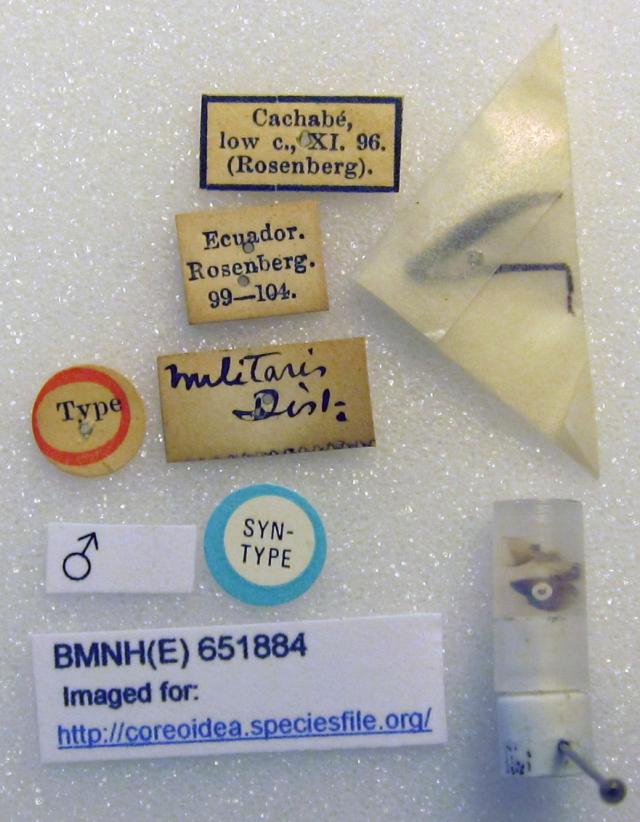 Cachabé,
low c., XI. 96.
(Rosenberg).
Ecuador.
Rosenberg.
99—104.
Type
militaris
Dist:
♂
SYN-
TYPE
BMNH(E) 651884
Imaged for:
http://coreoidea.speciesfile.org/